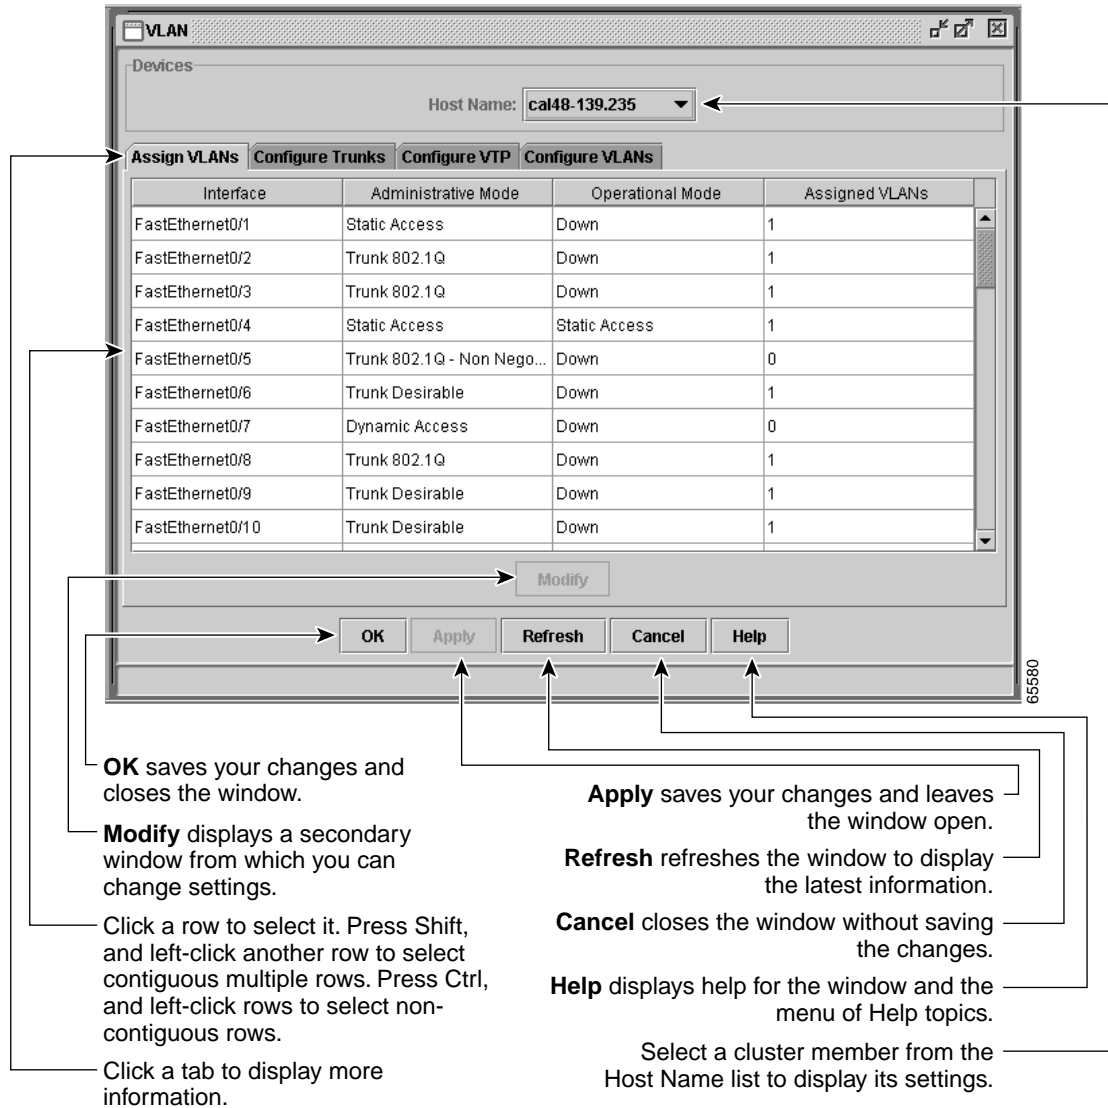 VLAN
Devices
Host Name: cal48-139.235
Assign VLANs Configure Trunks Configure VTP Configure VLANs
Interface Administrative Mode Operational Mode Assigned VLANs
FastEthernet0/1 Static Access Down 1
FastEthernet0/2 Trunk 802.1Q Down 1
FastEthernet0/3 Trunk 802.1Q Down 1
FastEthernet0/4 Static Access Static Access 1
FastEthernet0/5 Trunk 802.1Q - Non Nego... Down 0
FastEthernet0/6 Trunk Desirable Down 1
FastEthernet0/7 Dynamic Access Down 0
FastEthernet0/8 Trunk 802.1Q Down 1
FastEthernet0/9 Trunk Desirable Down 1
FastEthernet0/10 Trunk Desirable Down 1
Modify
OK Apply Refresh Cancel Help
65580
OK saves your changes and
closes the window.
Modify displays a secondary
window from which you can
change settings.
Click a row to select it. Press Shift,
and left-click another row to select
contiguous multiple rows. Press Ctrl,
and left-click rows to select non-
contiguous rows.
Click a tab to display more
information.
Apply saves your changes and leaves
the window open.
Refresh refreshes the window to display
the latest information.
Cancel closes the window without saving
the changes.
Help displays help for the window and the
menu of Help topics.
Select a cluster member from the
Host Name list to display its settings.